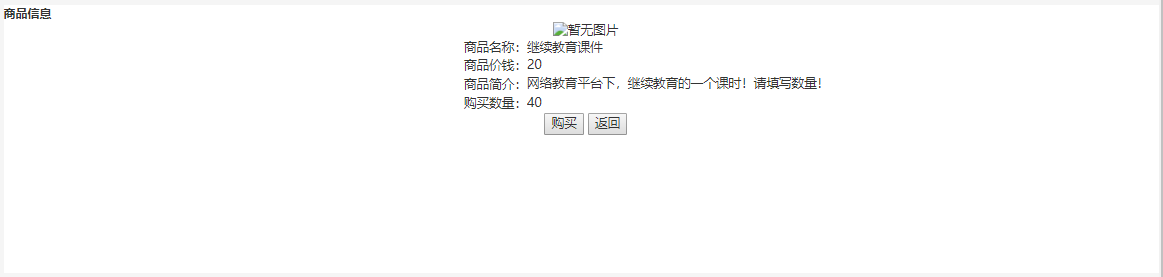 商品信息
暂无图片
商品名称：继续教育课件
商品价钱：20
商品简介：网络教育平台下，继续教育的一个课时！请填写数量！
购买数量：40
购买 返回